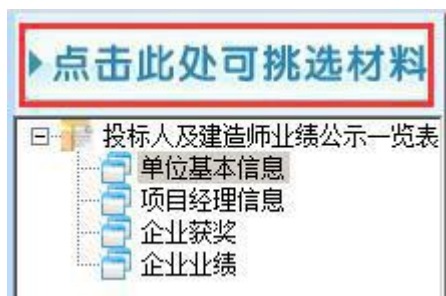 点击此处可挑选材料
投标人及建造师业绩公示一览表
单位基本信息
项目经理信息
企业获奖
企业业绩